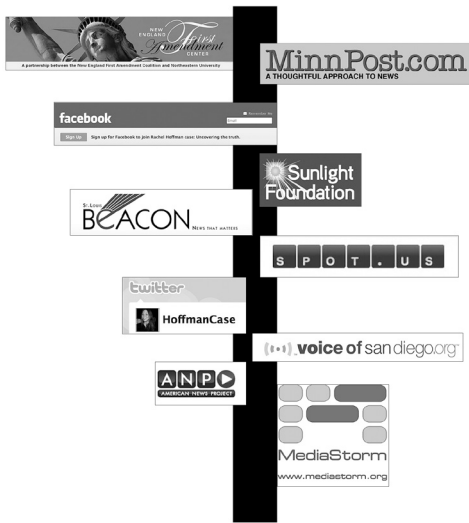 NEW ENGLAND First Amendment CENTER
A partnership between the New England First Amendment Coalition and Northeastern University
MinnPost.com
A THOUGHTFUL APPROACH TO NEWS
facebook
Email
Sign Up Sign up for Facebook to join Rachel Hoffman case: Uncovering the truth.
Sunlight
Foundation
ST. LOUIS
BEACON NEWS THAT MATTERS
SPOT.US
twitter
HoffmanCase
voice of sandiego.org
ANP
AMERICAN NEWS PROJECT
MediaStorm
www.mediastorm.org